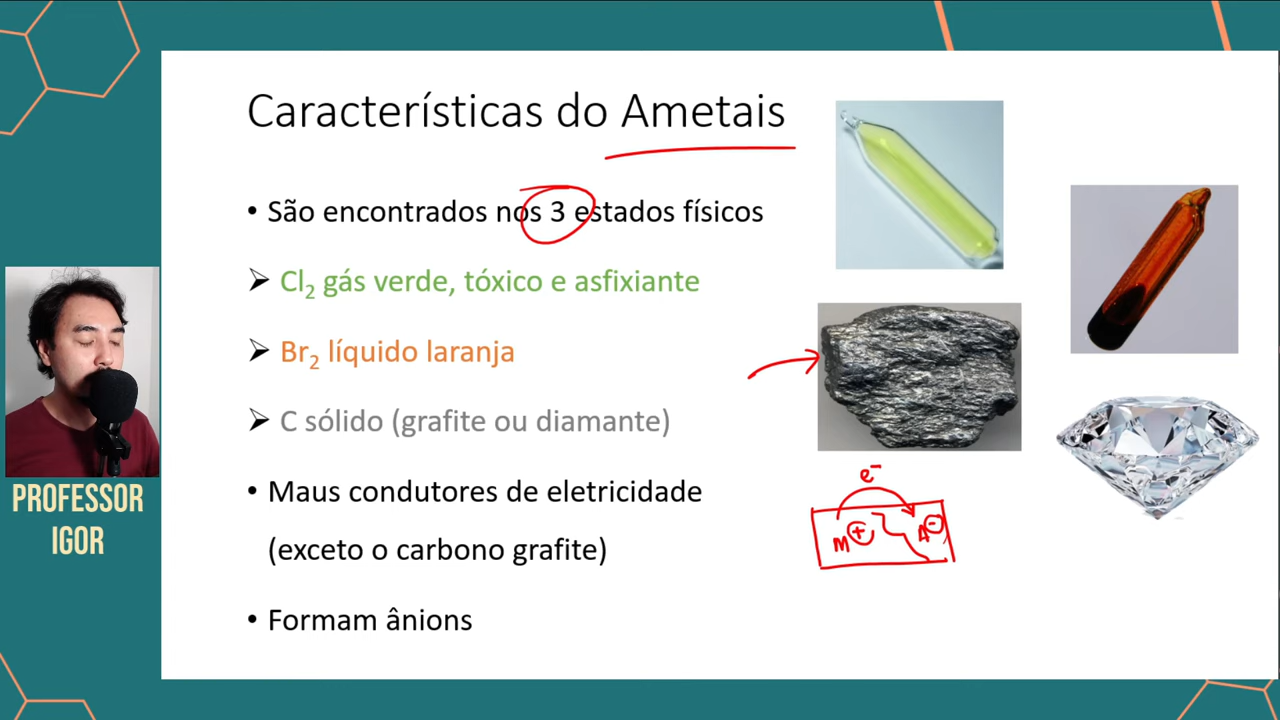 Características do Ametais
• São encontrados nos 3 estados físicos
➤ Cl₂ gás verde, tóxico e asfixiante
➤ Br₂ líquido laranja
➤ C sólido (grafite ou diamante)
• Maus condutores de eletricidade
(exceto o carbono grafite)
• Formam ânions
e⁻
M⊕ A⊖
PROFESSOR
IGOR